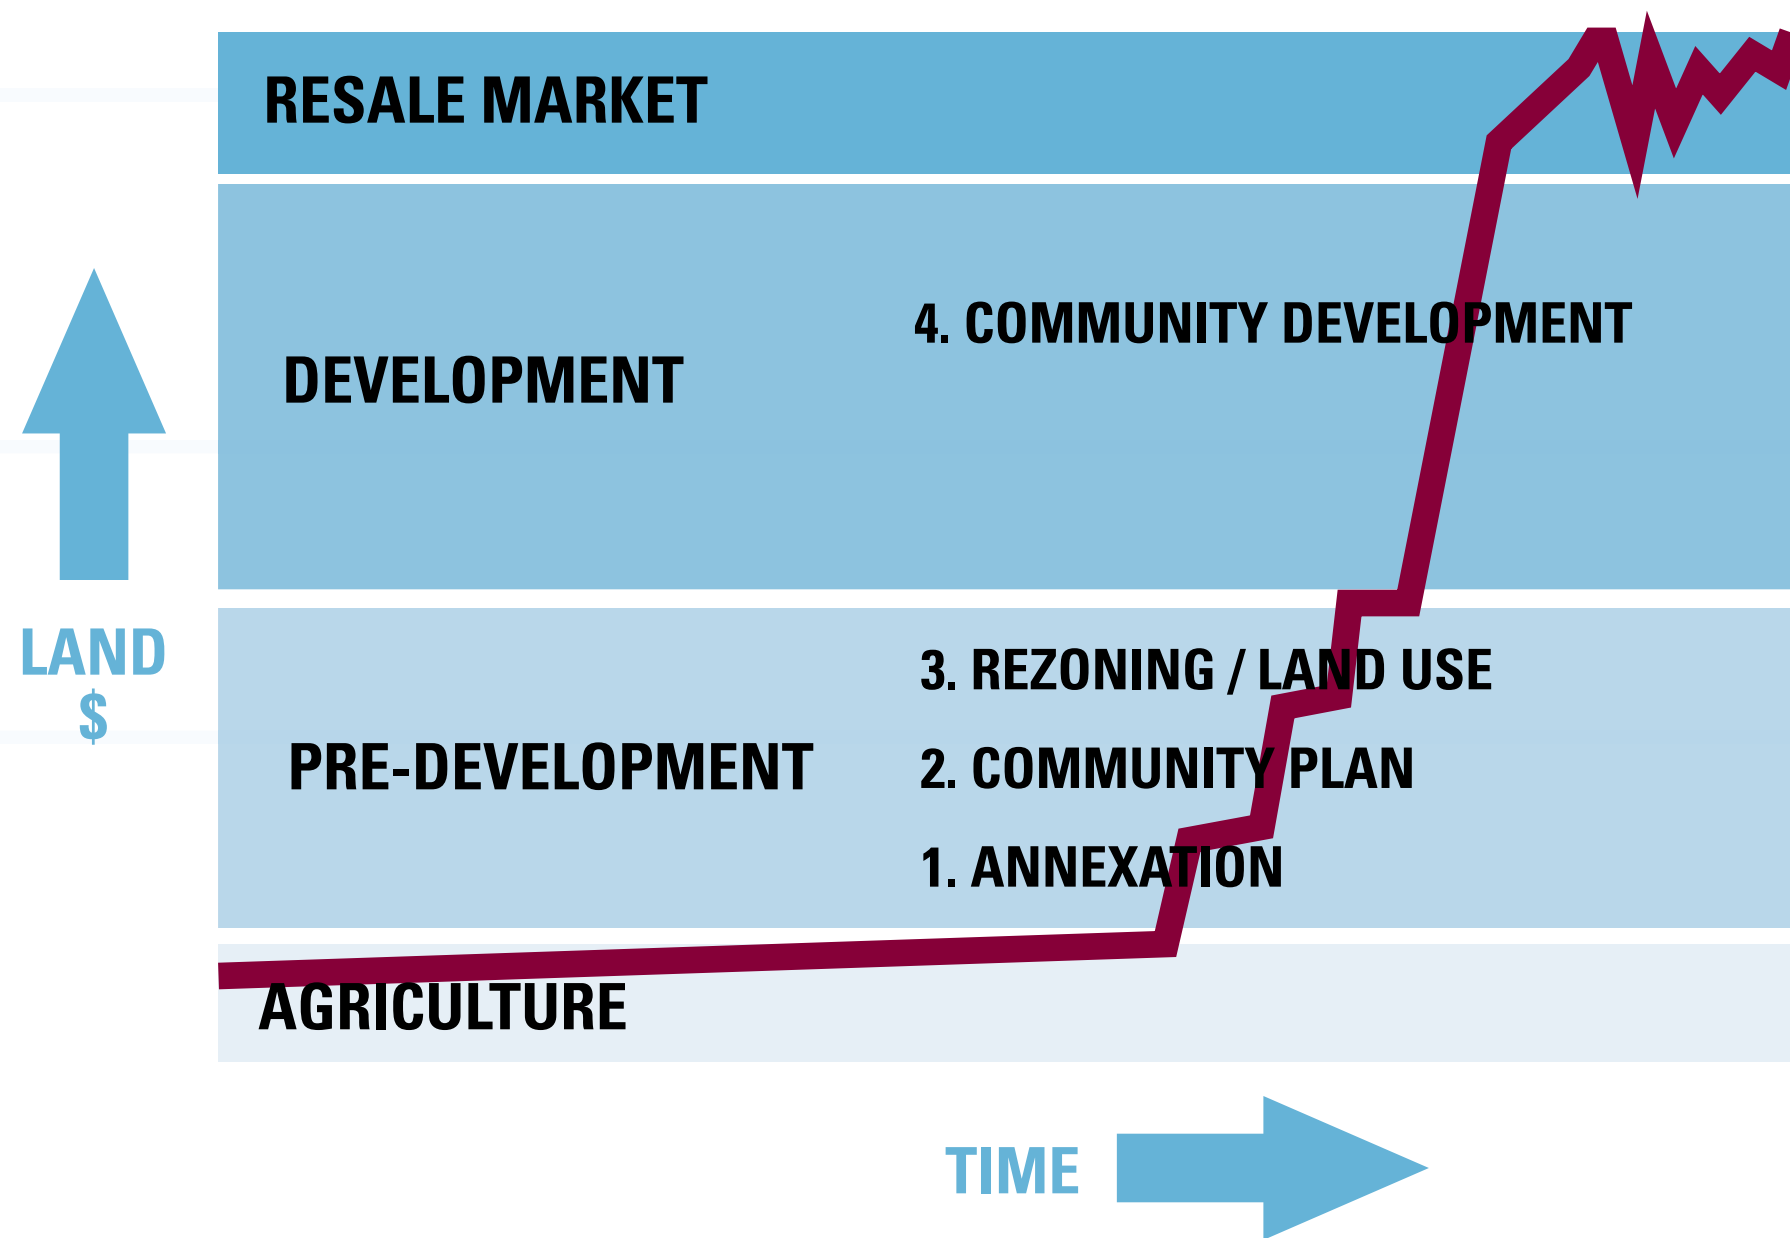 RESALE MARKET
DEVELOPMENT
4. COMMUNITY DEVELOPMENT
LAND
$
PRE-DEVELOPMENT
3. REZONING / LAND USE
2. COMMUNITY PLAN
1. ANNEXATION
AGRICULTURE
TIME